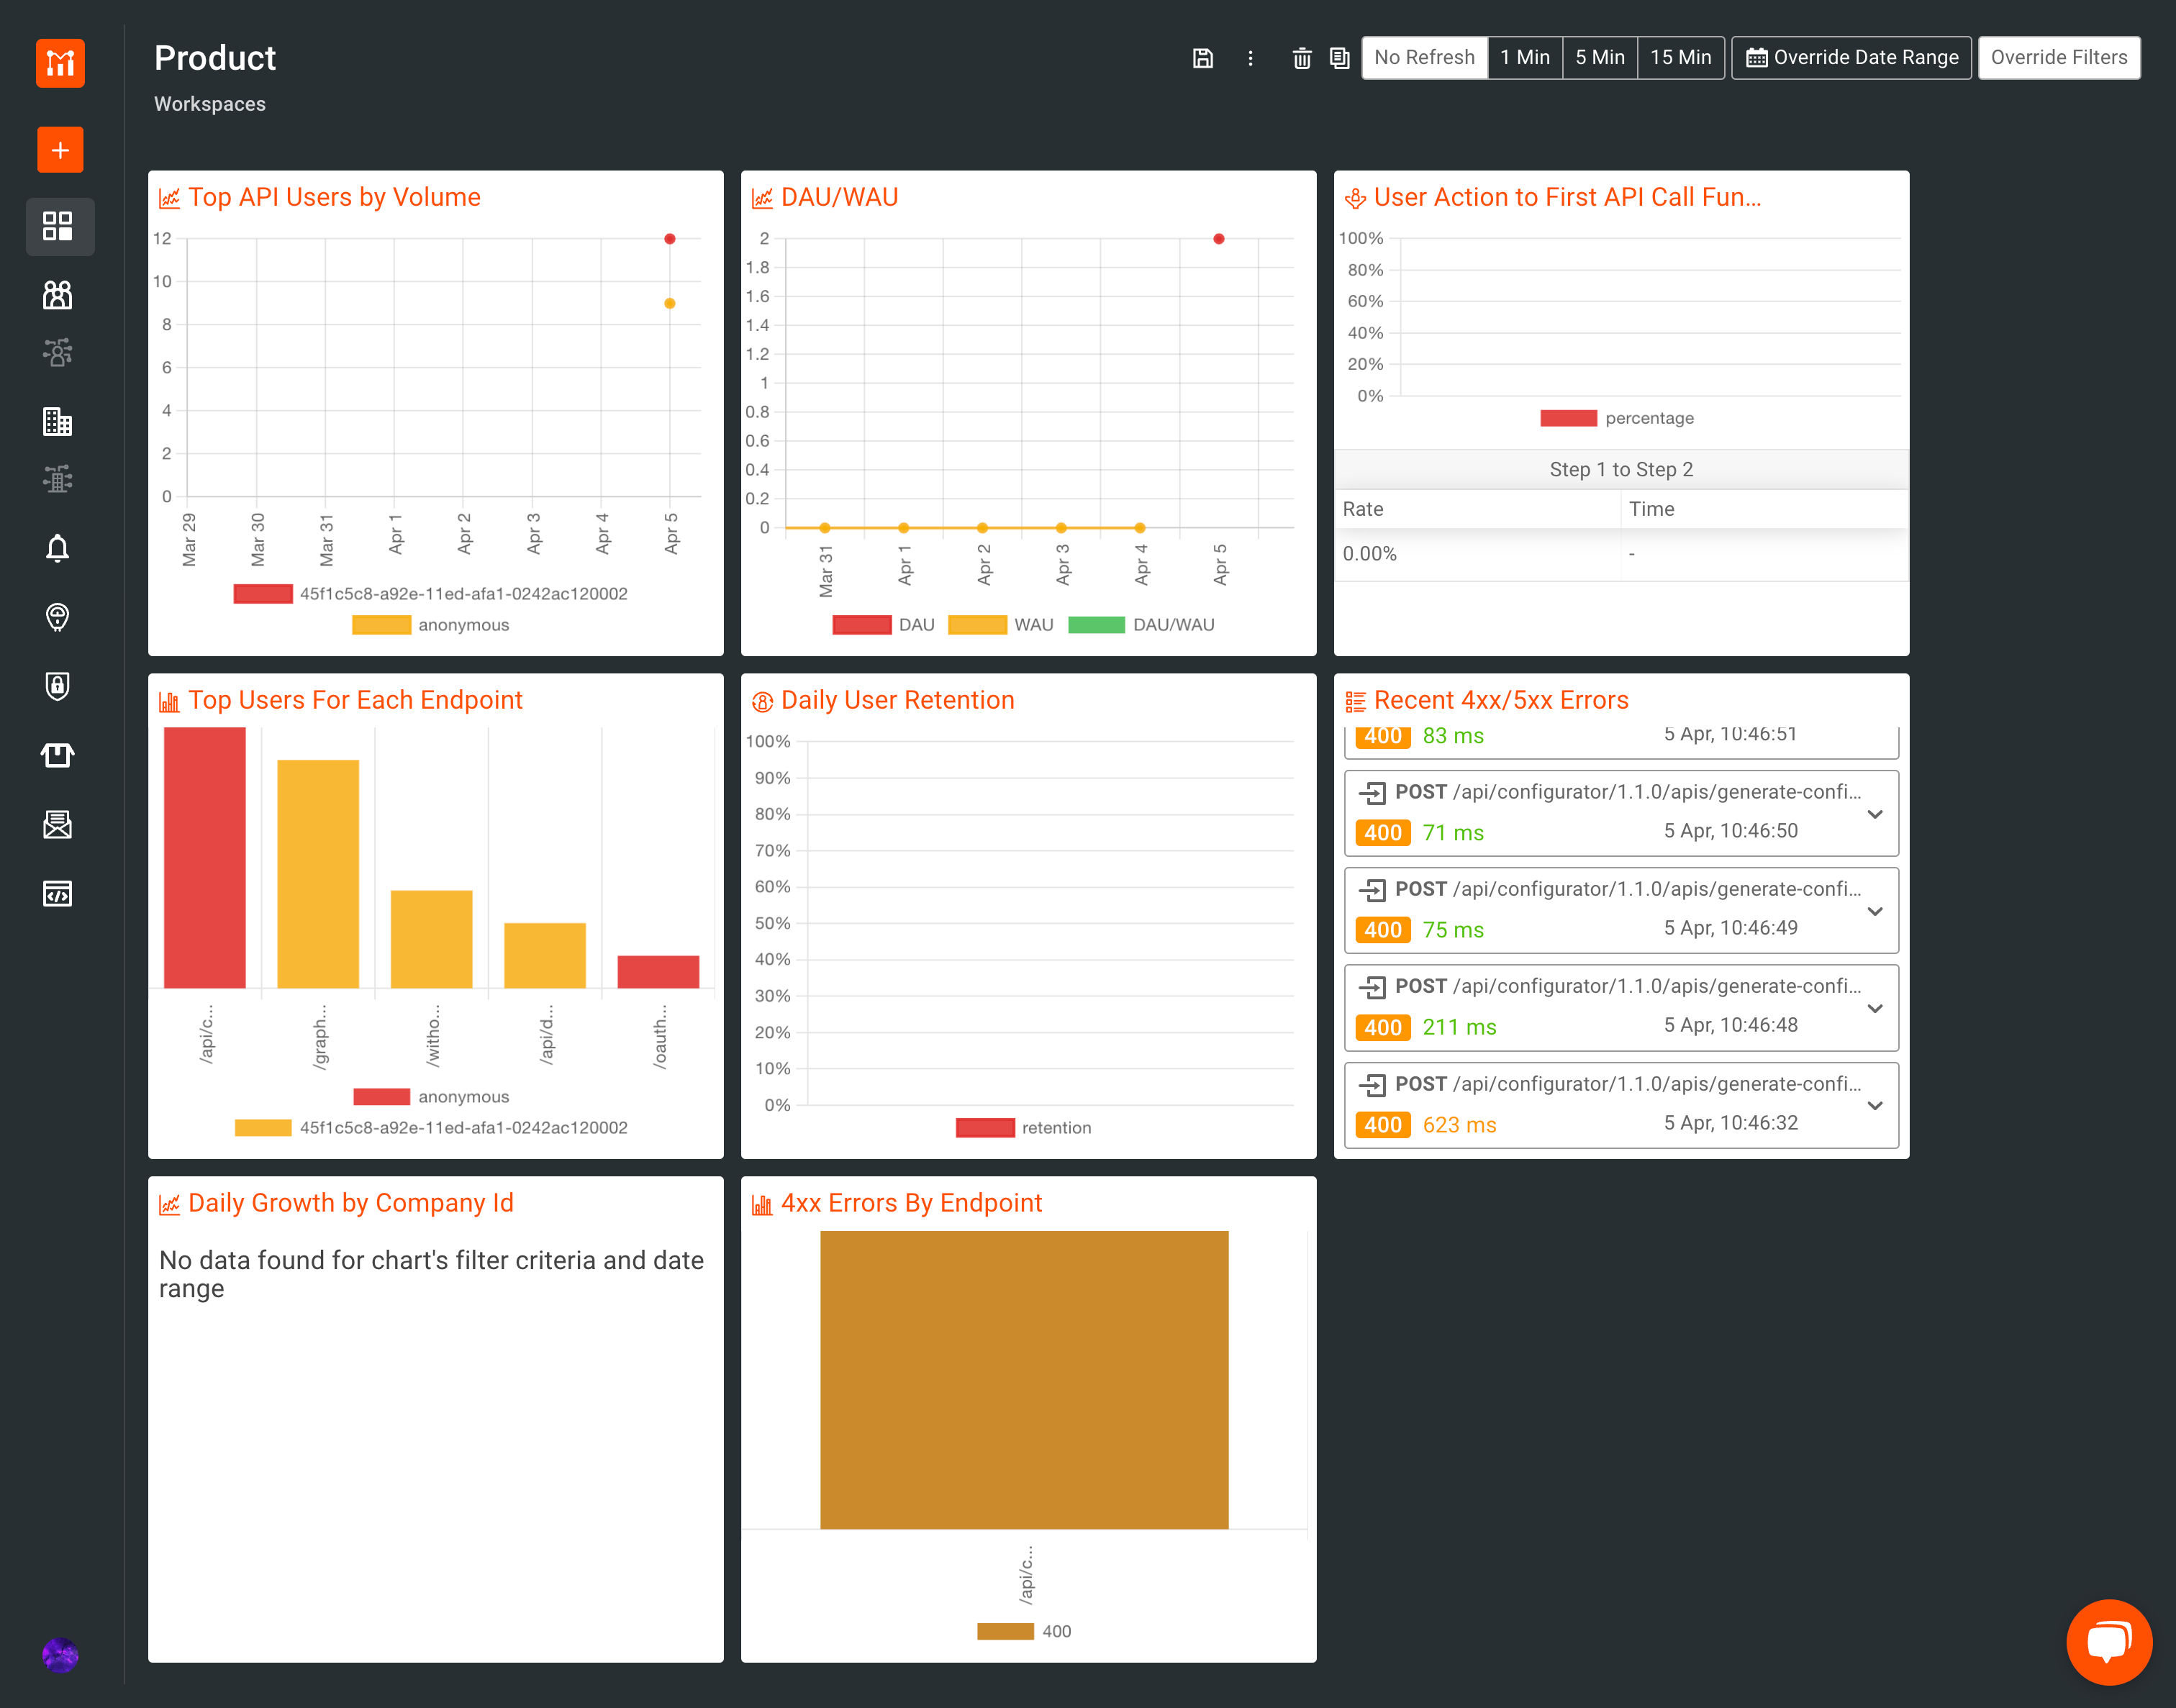 Product
No Refresh 1 Min 5 Min 15 Min Override Date Range Override Filters
Workspaces
Top API Users by Volume
12
10
8
6
4
2
0
Mar 29 Mar 30 Mar 31 Apr 1 Apr 2 Apr 3 Apr 4 Apr 5
45f1c5c8-a92e-11ed-afa1-0242ac120002
anonymous
DAU/WAU
2
1.8
1.6
1.4
1.2
1
0.8
0.6
0.4
0.2
0
Mar 31 Apr 1 Apr 2 Apr 3 Apr 4 Apr 5
DAU WAU DAU/WAU
User Action to First API Call Fun...
100%
80%
60%
40%
20%
0%
percentage
Step 1 to Step 2
Rate Time
0.00% -
Top Users For Each Endpoint
/api/c... /graph... /witho... /api/d... /oauth...
anonymous
45f1c5c8-a92e-11ed-afa1-0242ac120002
Daily User Retention
100%
90%
80%
70%
60%
50%
40%
30%
20%
10%
0%
retention
Recent 4xx/5xx Errors
400 83 ms 5 Apr, 10:46:51
POST /api/configurator/1.1.0/apis/generate-confi...
400 71 ms 5 Apr, 10:46:50
POST /api/configurator/1.1.0/apis/generate-confi...
400 75 ms 5 Apr, 10:46:49
POST /api/configurator/1.1.0/apis/generate-confi...
400 211 ms 5 Apr, 10:46:48
POST /api/configurator/1.1.0/apis/generate-confi...
400 623 ms 5 Apr, 10:46:32
Daily Growth by Company Id
No data found for chart's filter criteria and date
range
4xx Errors By Endpoint
/api/c...
400